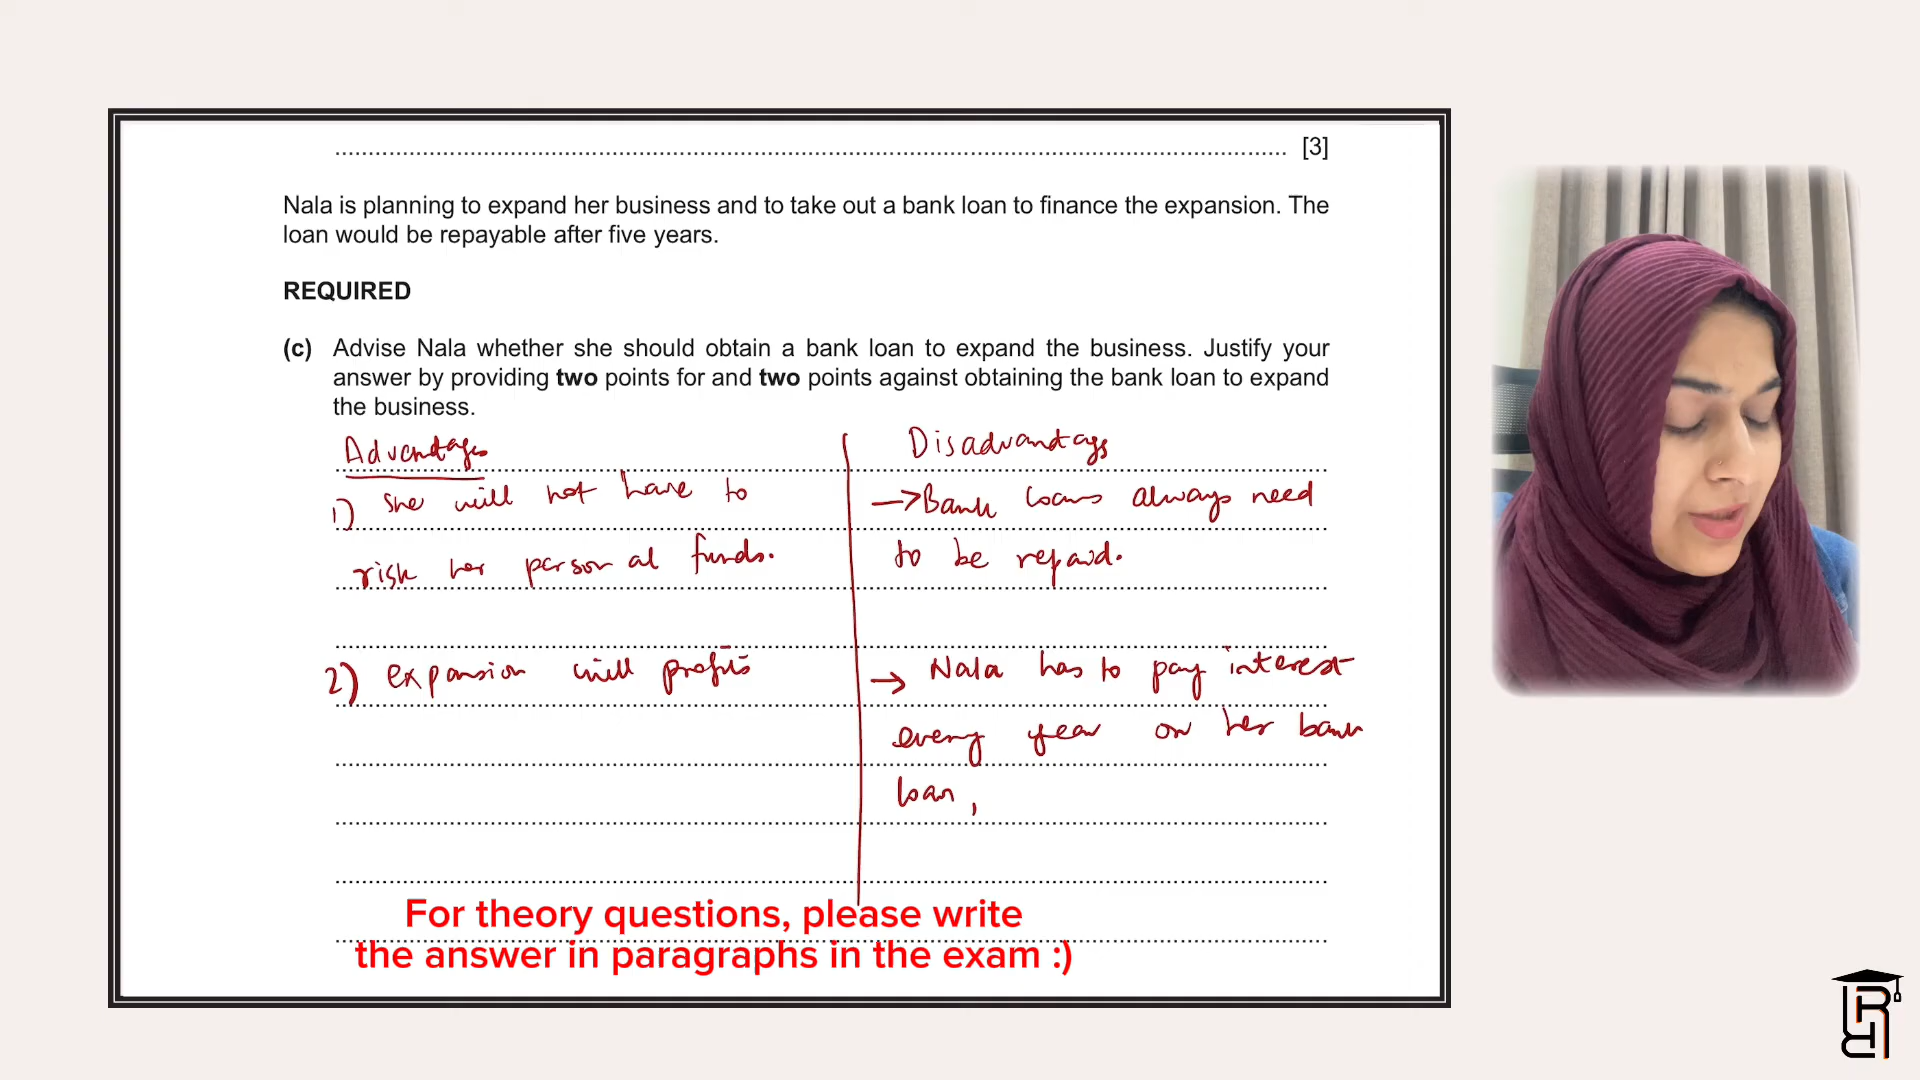 [3]
Nala is planning to expand her business and to take out a bank loan to finance the expansion. The
loan would be repayable after five years.
REQUIRED
(c) Advise Nala whether she should obtain a bank loan to expand the business. Justify your
answer by providing two points for and two points against obtaining the bank loan to expand
the business.
Advantages
1) She will not have to
risk her personal funds.
2) expansion will profits
Disadvantags
→ Bank loans always need
to be repaid.
→ Nala has to pay interest
every year on her bank
loan,
For theory questions, please write
the answer in paragraphs in the exam :)